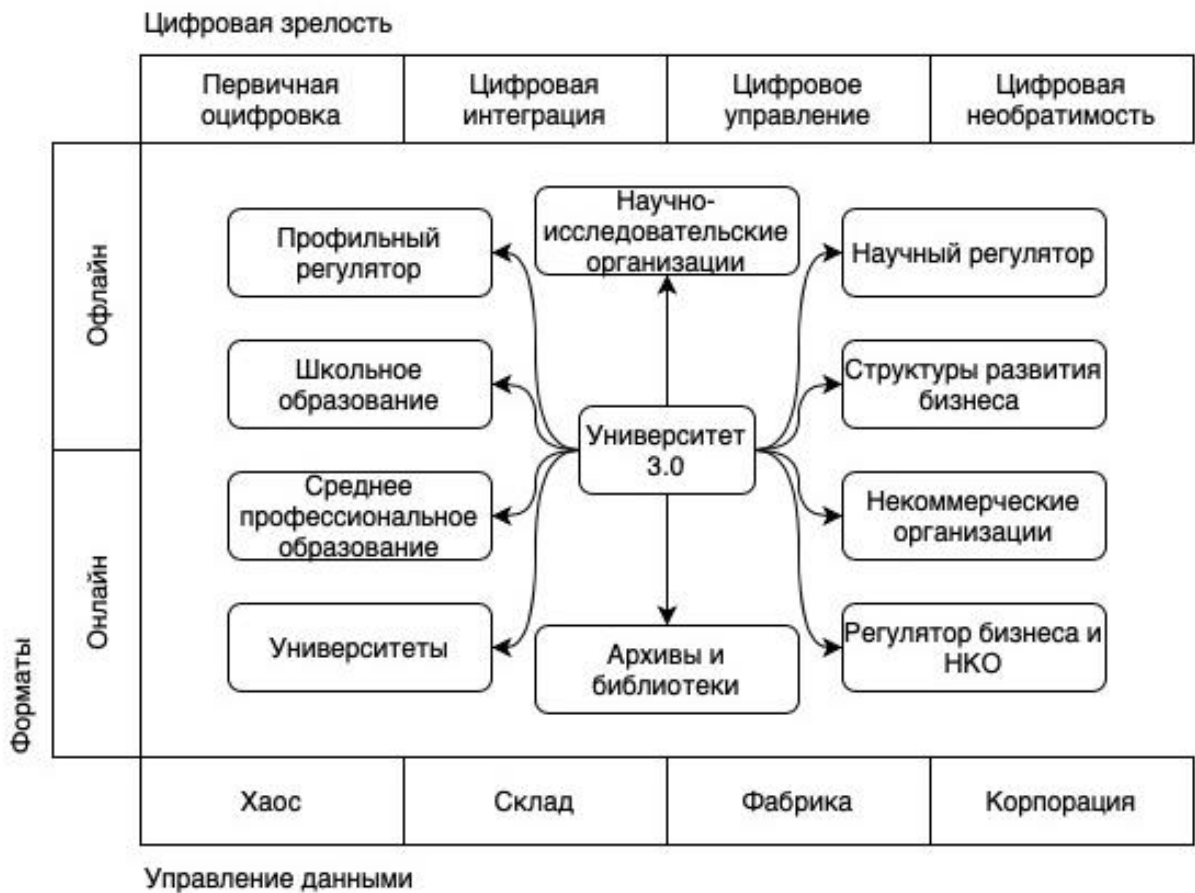 Цифровая зрелость
Первичная
оцифровка
Цифровая
интеграция
Цифровое
управление
Цифровая
необратимость
Форматы
Офлайн
Онлайн
Профильный
регулятор
Школьное
образование
Среднее
профессиональное
образование
Университеты
Научно-
исследовательские
организации
Университет
3.0
Архивы и
библиотеки
Научный регулятор
Структуры развития
бизнеса
Некоммерческие
организации
Регулятор бизнеса и
НКО
Хаос
Склад
Фабрика
Корпорация
Управление данными